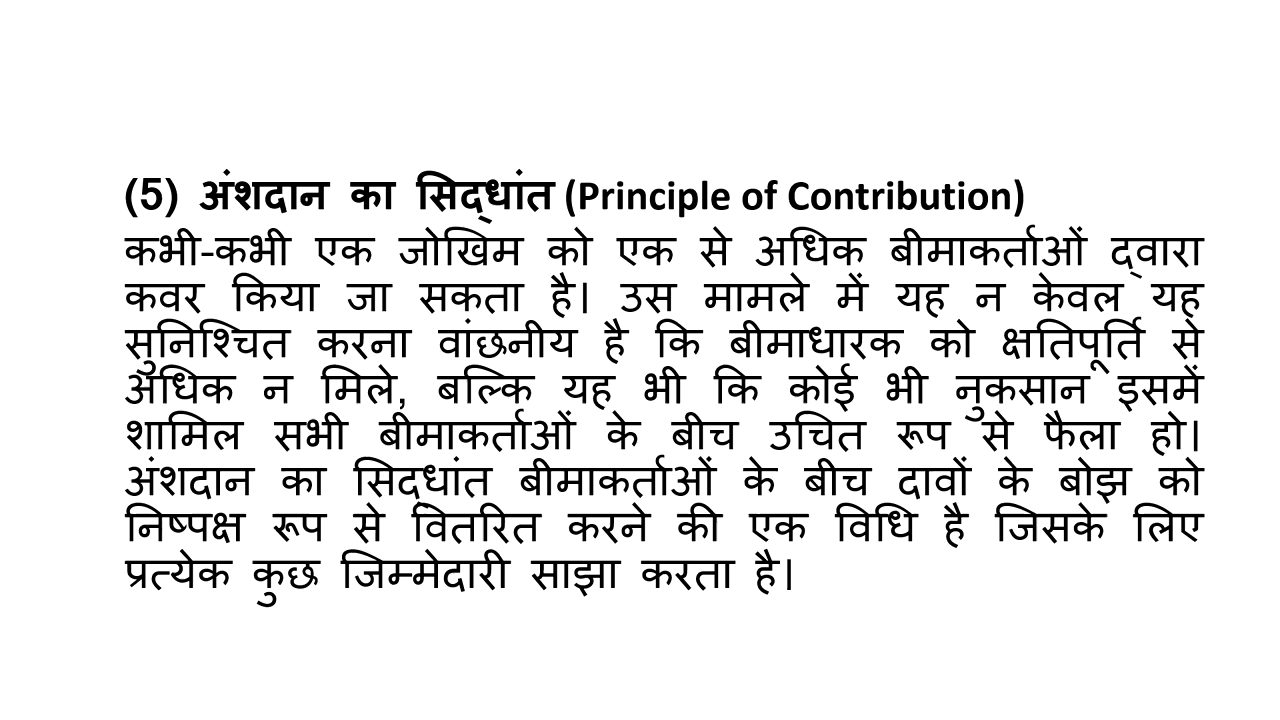 (5) अंशदान का सिद्धांत (Principle of Contribution)
कभी-कभी एक जोखिम को एक से अधिक बीमाकर्ताओं द्वारा
कवर किया जा सकता है। उस मामले में यह न केवल यह
सुनिश्चित करना वांछनीय है कि बीमाधारक को क्षतिपूर्ति से
अधिक न मिले, बल्कि यह भी कि कोई भी नुकसान इसमें
शामिल सभी बीमाकर्ताओं के बीच उचित रूप से फैला हो।
अंशदान का सिद्धांत बीमाकर्ताओं के बीच दावों के बोझ को
निष्पक्ष रूप से वितरित करने की एक विधि है जिसके लिए
प्रत्येक कुछ जिम्मेदारी साझा करता है।